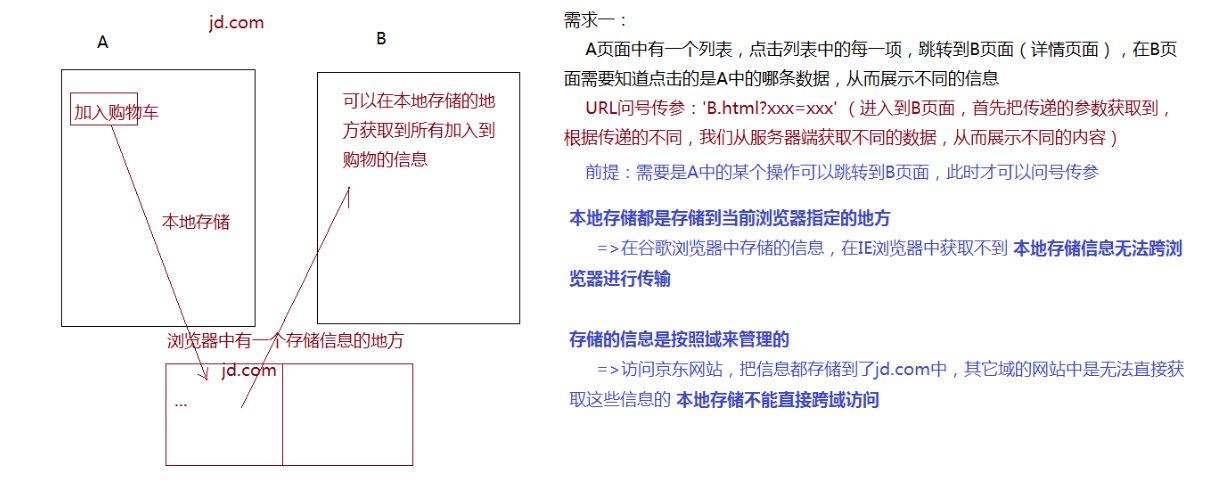 jd.com
A
B
加入购物车
可以在本地存储的地
方获取到所有加入到
购物的信息
本地存储
浏览器中有一个存储信息的地方
jd.com
...
需求一：
A页面中有一个列表，点击列表中的每一项，跳转到B页面（详情页面），在B页
面需要知道点击的是A中的哪条数据，从而展示不同的信息
URL问号传参：'B.html?xxx=xxx' （进入到B页面，首先把传递的参数获取到，
根据传递的不同，我们从服务器端获取不同的数据，从而展示不同的内容）
前提：需要是A中的某个操作可以跳转到B页面，此时才可以问号传参
本地存储都是存储到当前浏览器指定的地方
=>在谷歌浏览器中存储的信息，在IE浏览器中获取不到 本地存储信息无法跨浏
览器进行传输
存储的信息是按照域来管理的
=>访问京东网站，把信息都存储到了jd.com中，其它域的网站中是无法直接获
取这些信息的 本地存储不能直接跨域访问